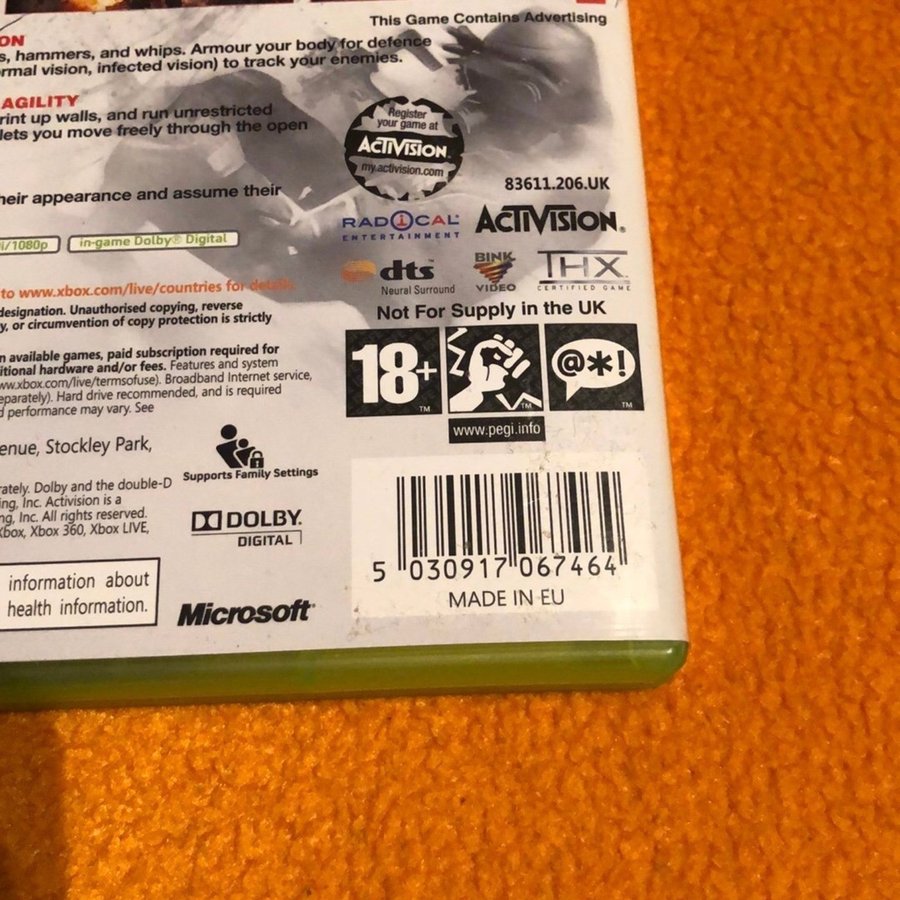 This Game Contains Advertising
ON
s, hammers, and whips. Armour your body for defence
rmal vision, infected vision) to track your enemies.
AGILITY
rint up walls, and run unrestricted
lets you move freely through the open
Register
your game at
ACTIVISION
my.activision.com
heir appearance and assume their
83611.206.UK
RADICAL
ENTERTAINMENT
ACTIVISION.
i/1080p
in-game Dolby® Digital
dts™
Neural Surround
BINK
VIDEO
THX
CERTIFIED GAME
to www.xbox.com/live/countries for details.
designation. Unauthorised copying, reverse
y, or circumvention of copy protection is strictly
Not For Supply in the UK
18+
TM
TM
@*!
TM
www.pegi.info
n available games, paid subscription required for
itional hardware and/or fees. Features and system
ww.xbox.com/live/termsofuse). Broadband Internet service,
eparately). Hard drive recommended, and is required
d performance may vary. See
enue, Stockley Park,
Supports Family Settings
rately. Dolby and the double-D
ing, Inc. Activision is a
ng, Inc. All rights reserved.
Xbox, Xbox 360, Xbox LIVE,
DOLBY.
DIGITAL
information about
health information.
Microsoft®
5 030917 067464
MADE IN EU